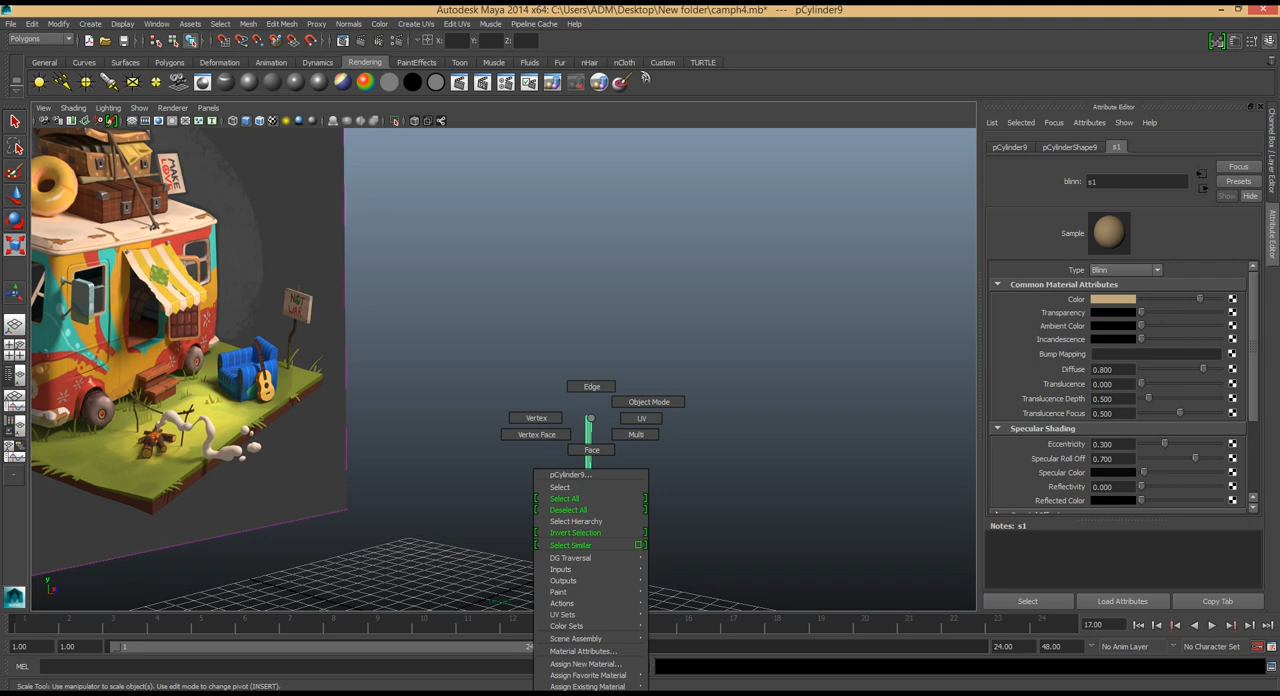 Autodesk Maya 2014 x64: C:\Users\ADM\Desktop\New folder\camph4.mb* --- pCylinder9
File Edit Modify Create Display Window Assets Select Mesh Edit Mesh Proxy Normals Color Create UVs Edit UVs Muscle Pipeline Cache Help
Polygons X: Y: Z:
General Curves Surfaces Polygons Deformation Animation Dynamics Rendering PaintEffects Toon Muscle Fluids Fur nHair nCloth Custom TURTLE
View Shading Lighting Show Renderer Panels
Attribute Editor
List Selected Focus Attributes Show Help
pCylinder9 pCylinderShape9 s1
Focus
blinn: s1 Presets
Show Hide
Sample
Type Blinn
Common Material Attributes
Color
Transparency
Ambient Color
Incandescence
Bump Mapping
Diffuse 0.800
Translucence 0.000
Translucence Depth 0.500
Translucence Focus 0.500
Specular Shading
Eccentricity 0.300
Specular Roll Off 0.700
Specular Color
Reflectivity 0.000
Reflected Color
Notes: s1
Select Load Attributes Copy Tab
Channel Box / Layer Editor
Attribute Editor
MAKE
LOVE
NOT
WAR
Edge
Object Mode
Vertex UV
Vertex Face Multi
Face
pCylinder9...
Select
Select All
Deselect All
Select Hierarchy
Invert Selection
Select Similar
DG Traversal
Inputs
Outputs
Paint
Actions
UV Sets
Color Sets
Scene Assembly
Material Attributes...
Assign New Material...
Assign Favorite Material
Assign Existing Material
y
1 2 3 4 5 6 7 8 9 10 11 12 16 17 18 19 20 21 22 23 24 17.00
1.00 1.00 1 24 24.00 48.00 No Anim Layer No Character Set
MEL
Scale Tool: Use manipulator to scale object(s). Use edit mode to change pivot (INSERT).